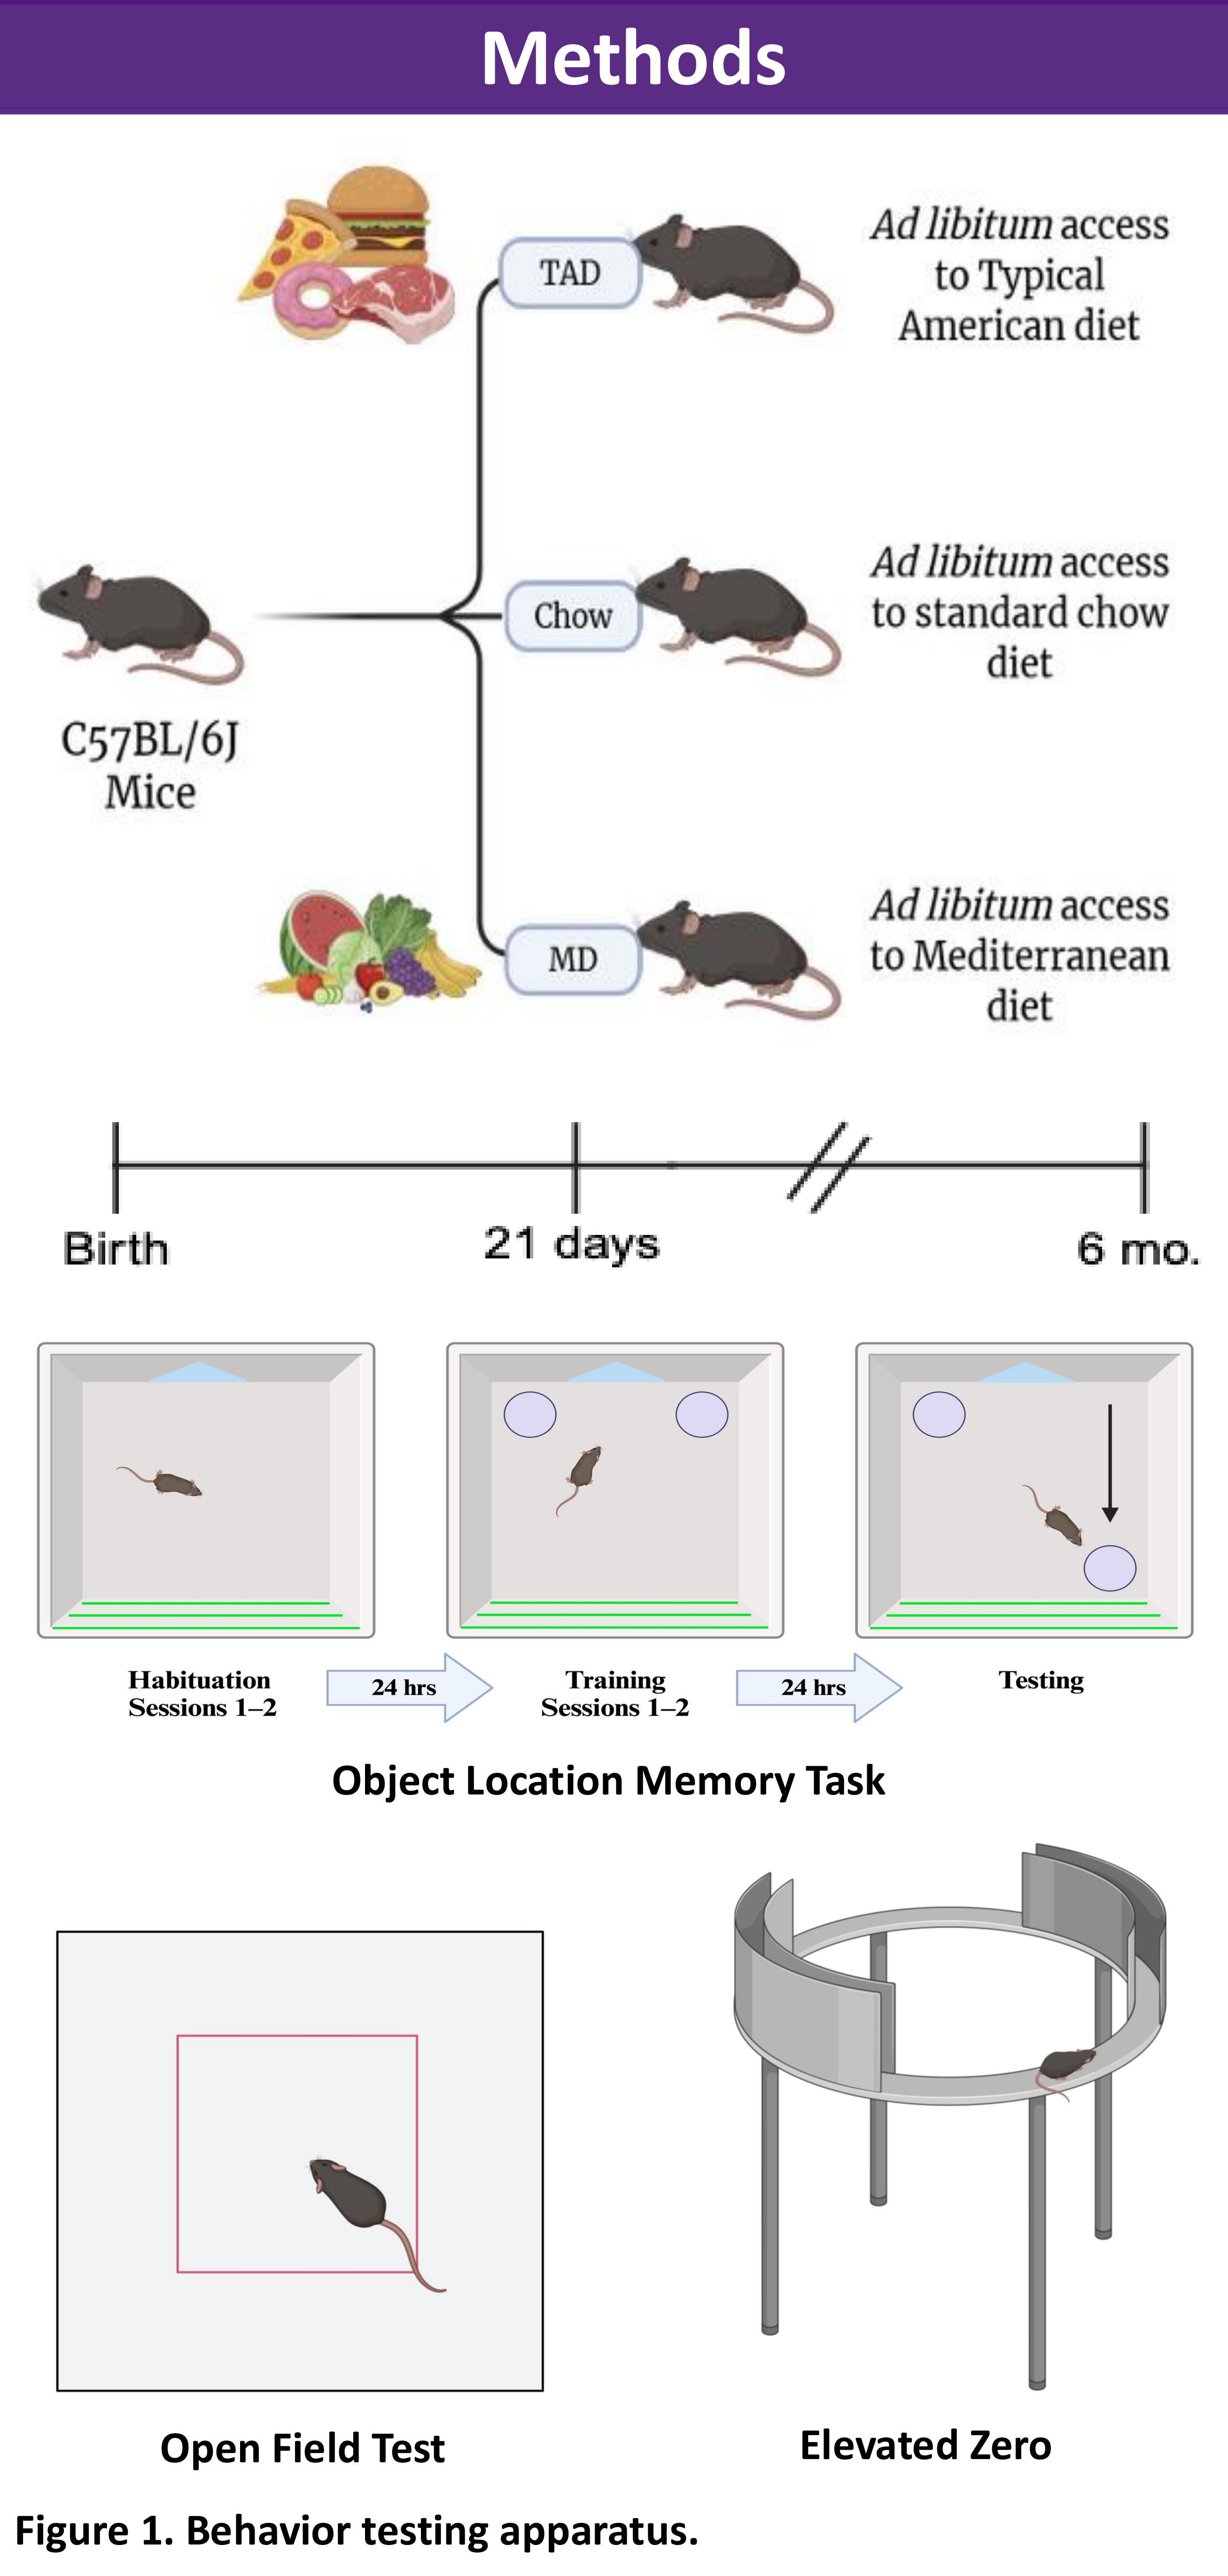 Methods
TAD
Ad libitum access
to Typical
American diet
Chow
Ad libitum access
to standard chow
diet
C57BL/6J
Mice
MD
Ad libitum access
to Mediterranean
diet
Birth
21 days
6 mo.
Habituation
Sessions 1–2
24 hrs
Training
Sessions 1–2
24 hrs
Testing
Object Location Memory Task
Open Field Test
Elevated Zero
Figure 1. Behavior testing apparatus.